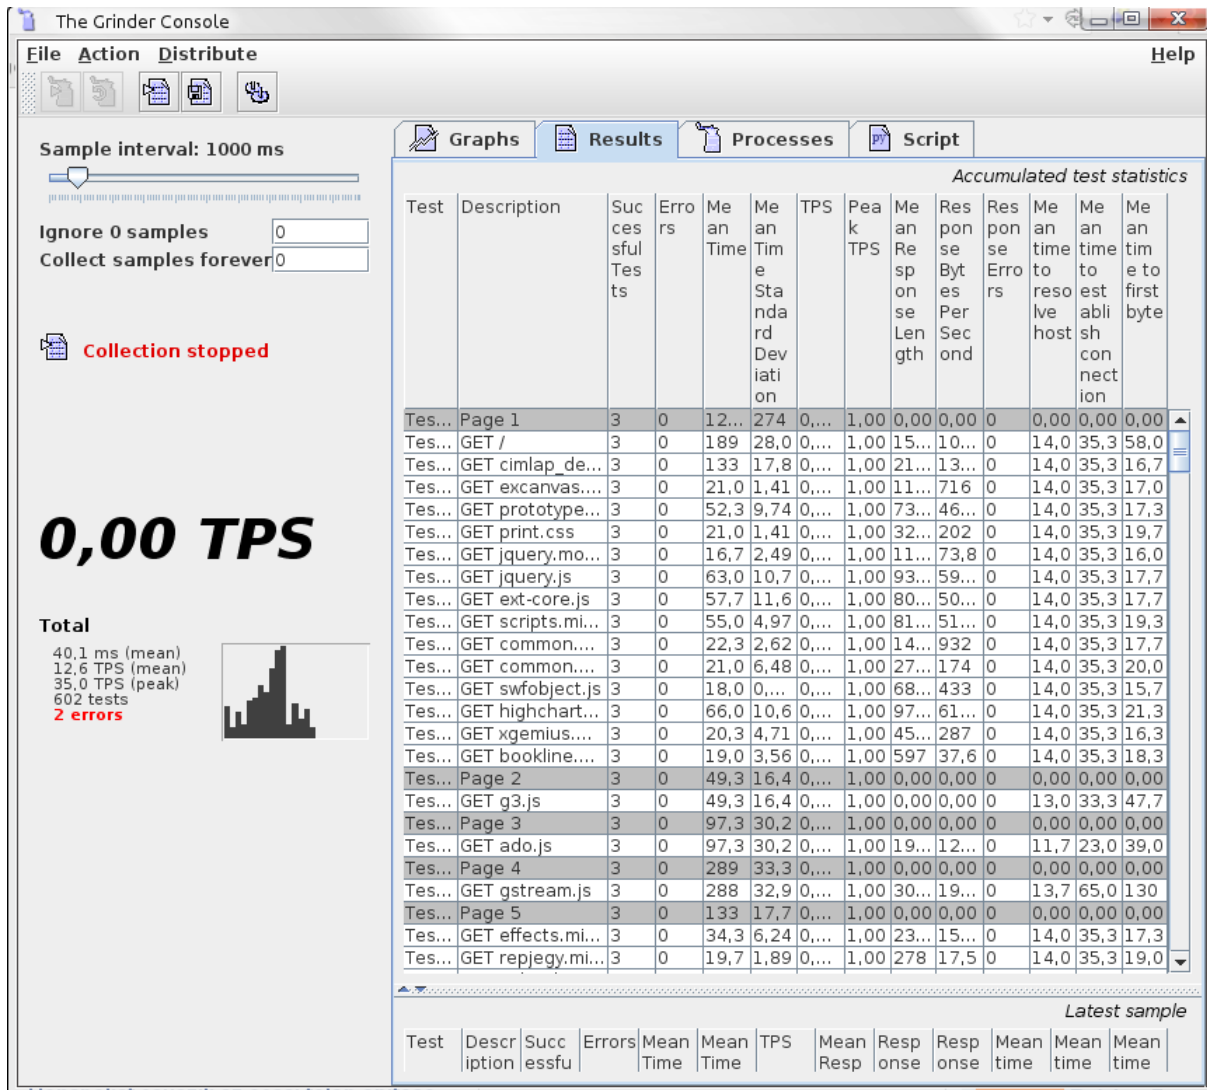 The Grinder Console
File Action Distribute Help
Graphs Results Processes Script
Sample interval: 1000 ms
Ignore 0 samples 0
Collect samples forever 0
Collection stopped
0,00 TPS
Total
40,1 ms (mean)
12,6 TPS (mean)
35,0 TPS (peak)
602 tests
2 errors
Accumulated test statistics
Test Description Successful Tests Errors Mean Time Mean Time Standard Deviation TPS Peak TPS Mean Response Length Response Bytes Per Second Response Errors Mean time to resolve host Mean time to establish connection Mean time to first byte
Tes... Page 1 3 0 12... 274 0,... 1,00 0,00 0,00 0 0,00 0,00 0,00
Tes... GET / 3 0 189 28,0 0,... 1,00 15... 10... 0 14,0 35,3 58,0
Tes... GET cimlap_de... 3 0 133 17,8 0,... 1,00 21... 13... 0 14,0 35,3 16,7
Tes... GET excanvas.... 3 0 21,0 1,41 0,... 1,00 11... 716 0 14,0 35,3 17,0
Tes... GET prototype... 3 0 52,3 9,74 0,... 1,00 73... 46... 0 14,0 35,3 17,3
Tes... GET print.css 3 0 21,0 1,41 0,... 1,00 32... 202 0 14,0 35,3 19,7
Tes... GET jquery.mo... 3 0 16,7 2,49 0,... 1,00 11... 73,8 0 14,0 35,3 16,0
Tes... GET jquery.js 3 0 63,0 10,7 0,... 1,00 93... 59... 0 14,0 35,3 17,7
Tes... GET ext-core.js 3 0 57,7 11,6 0,... 1,00 80... 50... 0 14,0 35,3 17,7
Tes... GET scripts.mi... 3 0 55,0 4,97 0,... 1,00 81... 51... 0 14,0 35,3 19,3
Tes... GET common.... 3 0 22,3 2,62 0,... 1,00 14... 932 0 14,0 35,3 17,7
Tes... GET common.... 3 0 21,0 6,48 0,... 1,00 27... 174 0 14,0 35,3 20,0
Tes... GET swfobject.js 3 0 18,0 0,... 0,... 1,00 68... 433 0 14,0 35,3 15,7
Tes... GET highchart... 3 0 66,0 10,6 0,... 1,00 97... 61... 0 14,0 35,3 21,3
Tes... GET xgemius.... 3 0 20,3 4,71 0,... 1,00 45... 287 0 14,0 35,3 16,3
Tes... GET bookline.... 3 0 19,0 3,56 0,... 1,00 597 37,6 0 14,0 35,3 18,3
Tes... Page 2 3 0 49,3 16,4 0,... 1,00 0,00 0,00 0 0,00 0,00 0,00
Tes... GET g3.js 3 0 49,3 16,4 0,... 1,00 0,00 0,00 0 13,0 33,3 47,7
Tes... Page 3 3 0 97,3 30,2 0,... 1,00 0,00 0,00 0 0,00 0,00 0,00
Tes... GET ado.js 3 0 97,3 30,2 0,... 1,00 19... 12... 0 11,7 23,0 39,0
Tes... Page 4 3 0 289 33,3 0,... 1,00 0,00 0,00 0 0,00 0,00 0,00
Tes... GET gstream.js 3 0 288 32,9 0,... 1,00 30... 19... 0 13,7 65,0 130
Tes... Page 5 3 0 133 17,7 0,... 1,00 0,00 0,00 0 0,00 0,00 0,00
Tes... GET effects.mi... 3 0 34,3 6,24 0,... 1,00 23... 15... 0 14,0 35,3 17,3
Tes... GET repjegy.mi... 3 0 19,7 1,89 0,... 1,00 278 17,5 0 14,0 35,3 19,0
Latest sample
Test Descr Succ Errors Mean Mean TPS Mean Resp Resp Mean Mean Mean
iption essfu Time Time Resp onse onse time time time